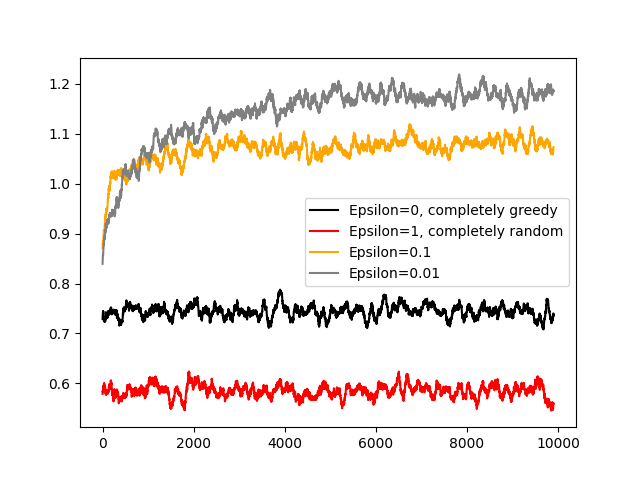 1.2
1.1
1.0
0.9
0.8
0.7
0.6
Epsilon=0, completely greedy
Epsilon=1, completely random
Epsilon=0.1
Epsilon=0.01
0 2000 4000 6000 8000 10000